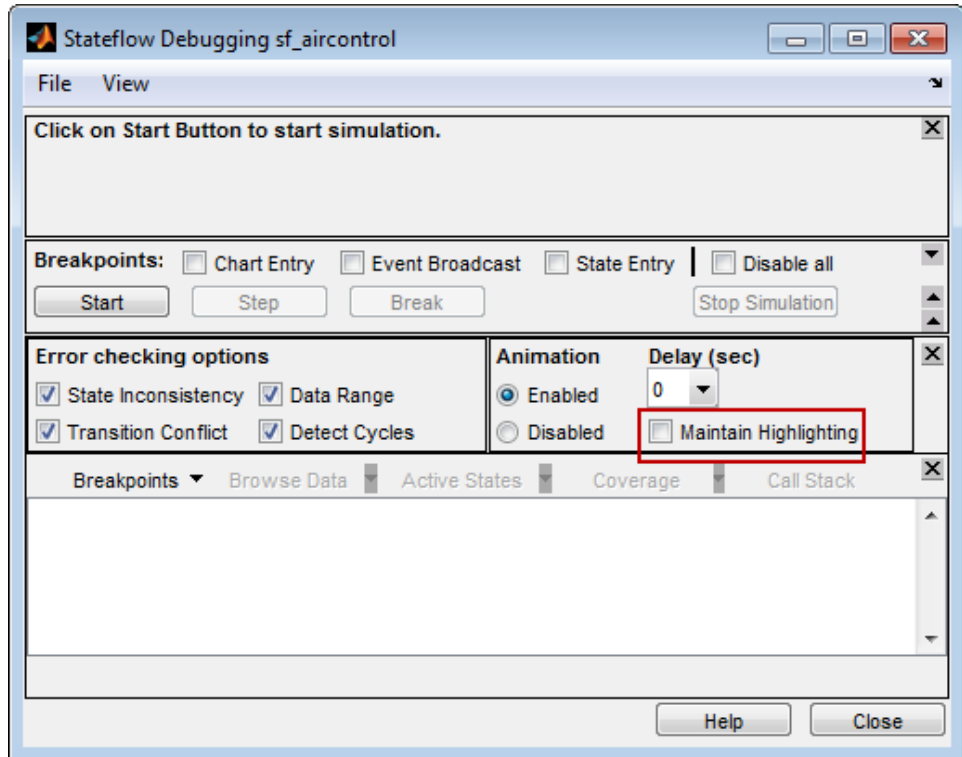 Stateflow Debugging sf_aircontrol
File View
Click on Start Button to start simulation.
Breakpoints: Chart Entry Event Broadcast State Entry Disable all
Start Step Break Stop Simulation
Error checking options Animation Delay (sec)
State Inconsistency Data Range Enabled 0
Transition Conflict Detect Cycles Disabled Maintain Highlighting
Breakpoints Browse Data Active States Coverage Call Stack
Help Close